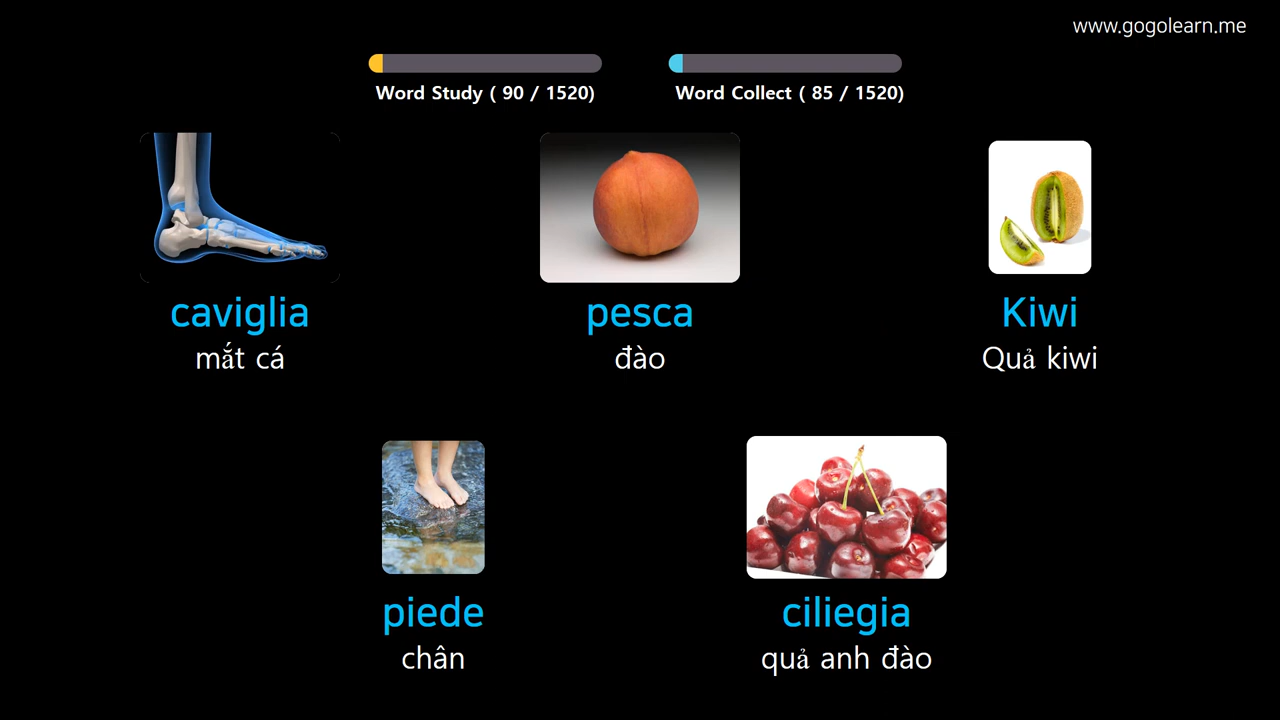 www.gogolearn.me
Word Study ( 90 / 1520)
Word Collect ( 85 / 1520)
caviglia
mắt cá
pesca
đào
Kiwi
Quả kiwi
piede
chân
ciliegia
quả anh đào